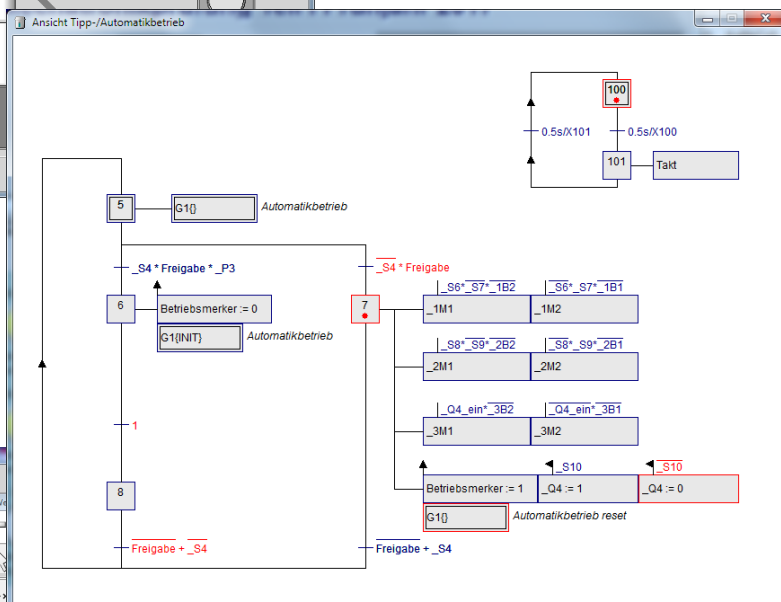 Ansicht Tipp-/Automatikbetrieb
100
0.5s/X101
0.5s/X100
101
Takt
5
G1{}
Automatikbetrieb
_S4 * Freigabe * _P3
_S4 * Freigabe
6
Betriebsmerker := 0
G1{INIT}
Automatikbetrieb
7
_S6*_S7*_1B2
_S6*_S7*_1B1
_1M1
_1M2
_S8*_S9*_2B2
_S8*_S9*_2B1
_2M1
_2M2
_Q4_ein*_3B2
_Q4_ein*_3B1
_3M1
_3M2
1
_S10
_S10
8
Betriebsmerker := 1
_Q4 := 1
_Q4 := 0
G1{}
Automatikbetrieb reset
Freigabe + _S4
Freigabe + _S4